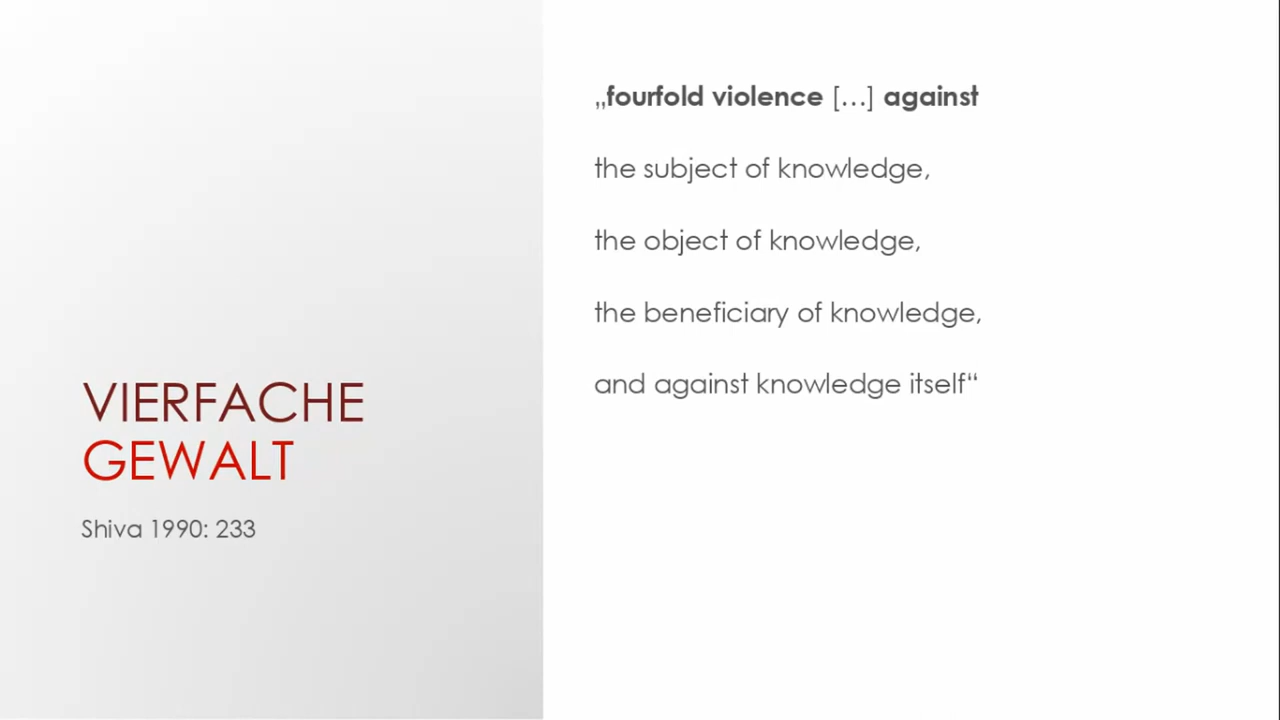 VIERFACHE
GEWALT
Shiva 1990: 233
„fourfold violence […] against
the subject of knowledge,
the object of knowledge,
the beneficiary of knowledge,
and against knowledge itself“